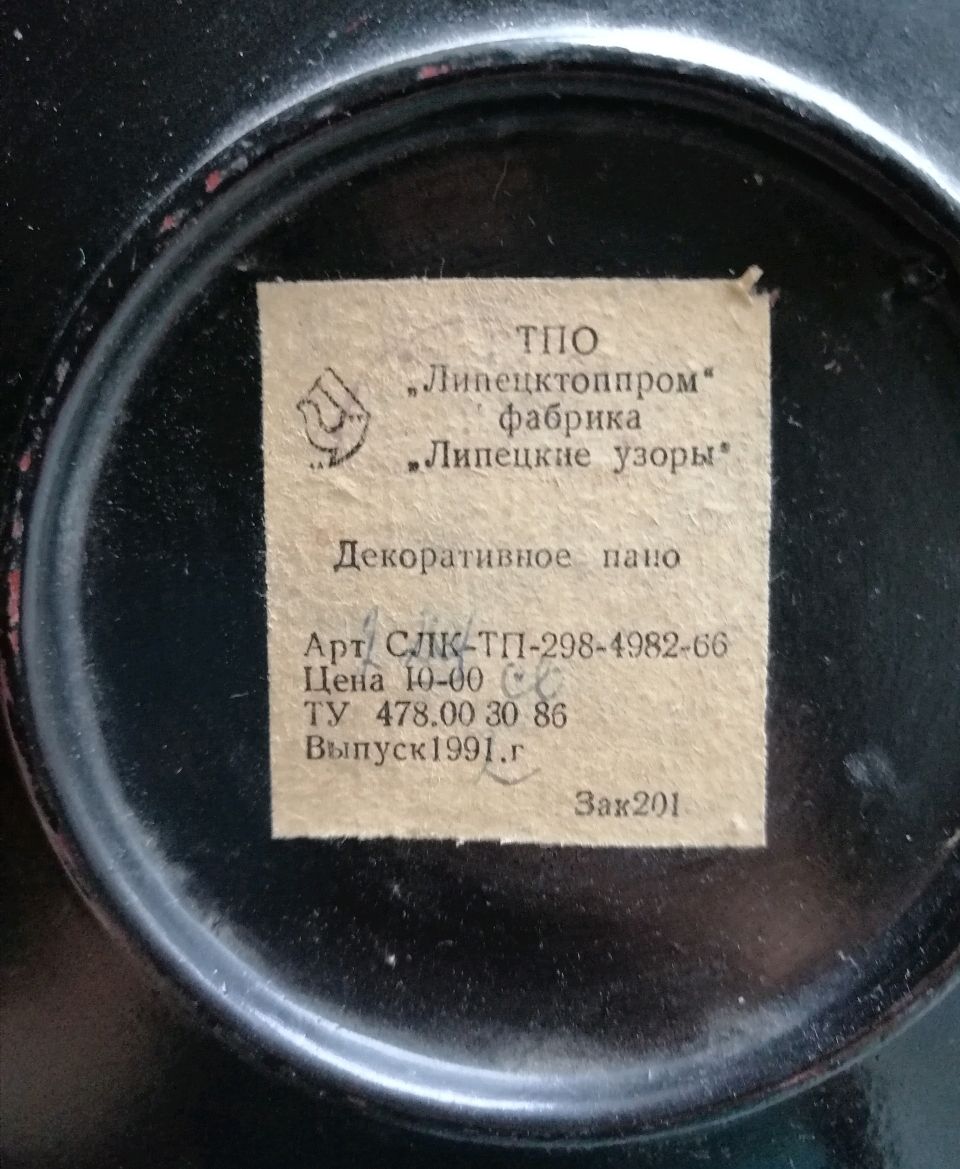 ТПО
„Липецктоппром“
фабрика
„Липецкие узоры“
Декоративное пано
Арт. СЛК-ТП-298-4982-66
Цена 10-00
ТУ 478.00 30 86
Выпуск1991.г
Зак201